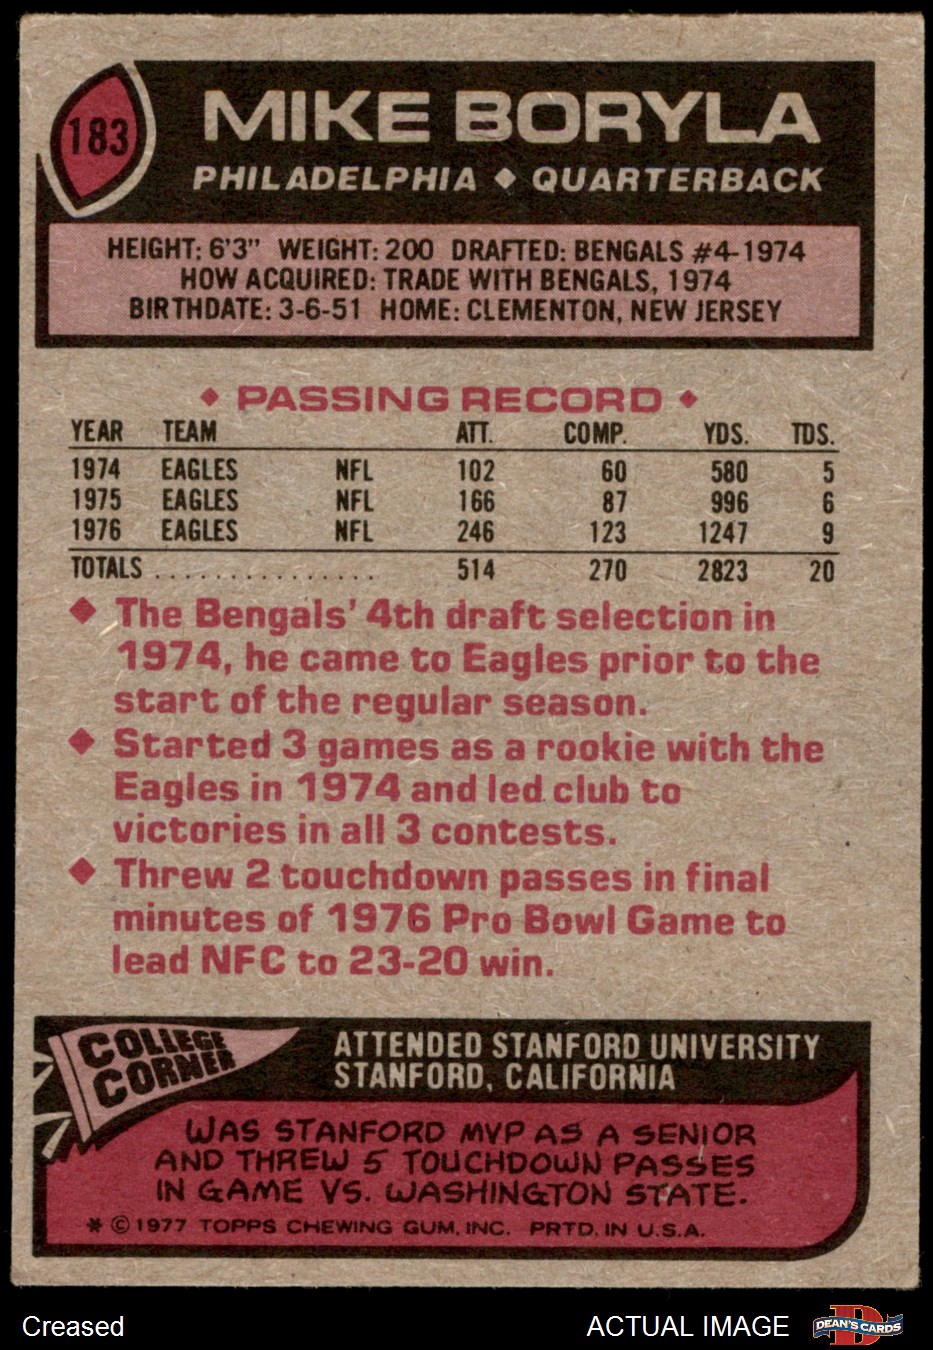 183
MIKE BORYLA
PHILADELPHIA ◆ QUARTERBACK
HEIGHT: 6'3" WEIGHT: 200 DRAFTED: BENGALS #4-1974
HOW ACQUIRED: TRADE WITH BENGALS, 1974
BIRTHDATE: 3-6-51 HOME: CLEMENTON, NEW JERSEY
◆ PASSING RECORD ◆
YEAR TEAM ATT. COMP. YDS. TDS.
1974 EAGLES NFL 102 60 580 5
1975 EAGLES NFL 166 87 996 6
1976 EAGLES NFL 246 123 1247 9
TOTALS . . . . . . . . . . . . . . . 514 270 2823 20
◆ The Bengals' 4th draft selection in
1974, he came to Eagles prior to the
start of the regular season.
◆ Started 3 games as a rookie with the
Eagles in 1974 and led club to
victories in all 3 contests.
◆ Threw 2 touchdown passes in final
minutes of 1976 Pro Bowl Game to
lead NFC to 23-20 win.
COLLEGE
CORNER
ATTENDED STANFORD UNIVERSITY
STANFORD, CALIFORNIA
WAS STANFORD MVP AS A SENIOR
AND THREW 5 TOUCHDOWN PASSES
IN GAME VS. WASHINGTON STATE.
* © 1977 TOPPS CHEWING GUM, INC. PRTD. IN U.S.A.
Creased
ACTUAL IMAGE
D
DEAN'S CARDS